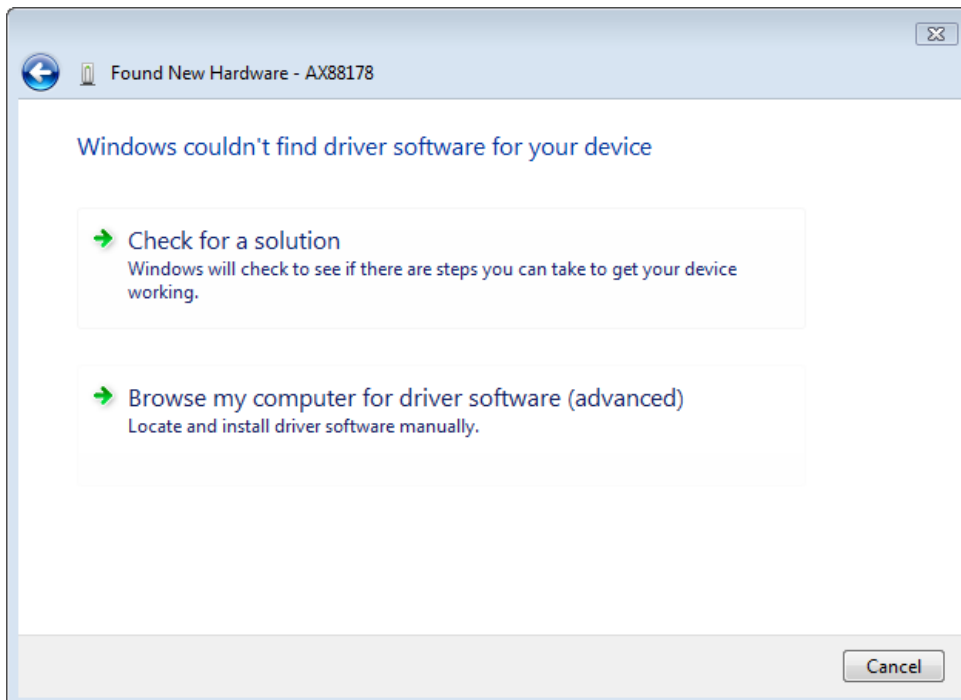 Found New Hardware - AX88178
Windows couldn't find driver software for your device
Check for a solution
Windows will check to see if there are steps you can take to get your device
working.
Browse my computer for driver software (advanced)
Locate and install driver software manually.
Cancel